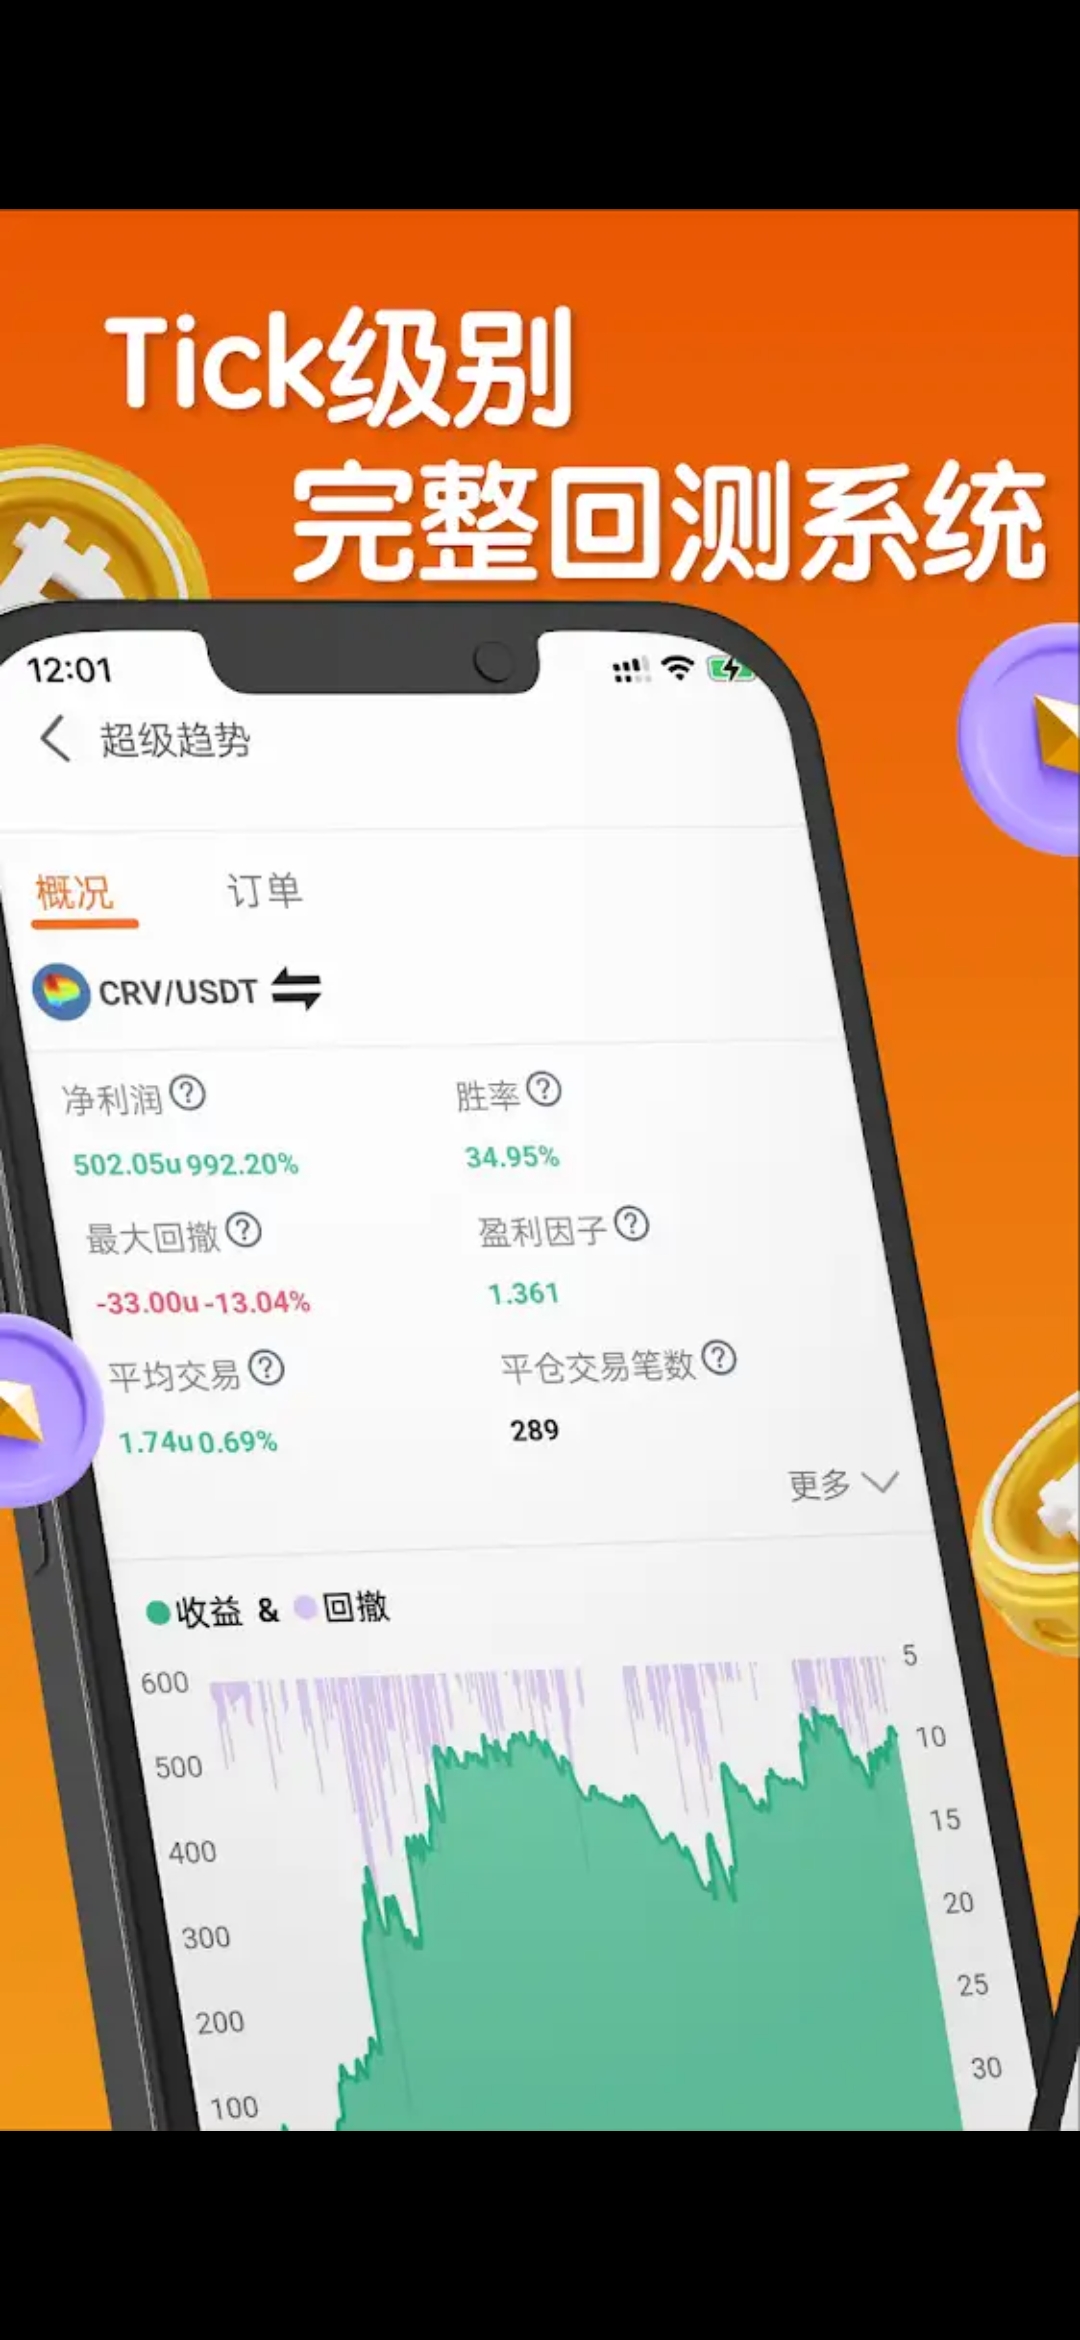 Tick级别
完整回测系统
12:01
超级趋势
概况 订单
CRV/USDT
净利润 ? 胜率 ?
502.05u 992.20% 34.95%
最大回撤 ? 盈利因子 ?
-33.00u -13.04% 1.361
平均交易 ? 平仓交易笔数 ?
1.74u 0.69% 289
更多
收益 & 回撤
600 5
500 10
400 15
300 20
200 25
100 30